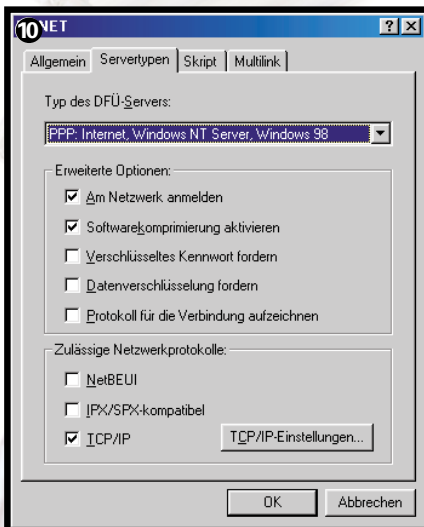 10 NET
Allgemein Servertypen Skript Multilink
Typ des DFÜ-Servers:
PPP: Internet, Windows NT Server, Windows 98
Erweiterte Optionen:
Am Netzwerk anmelden
Softwarekomprimierung aktivieren
Verschlüsseltes Kennwort fordern
Datenverschlüsselung fordern
Protokoll für die Verbindung aufzeichnen
Zulässige Netzwerkprotokolle:
NetBEUI
IPX/SPX-kompatibel
TCP/IP TCP/IP-Einstellungen...
OK Abbrechen